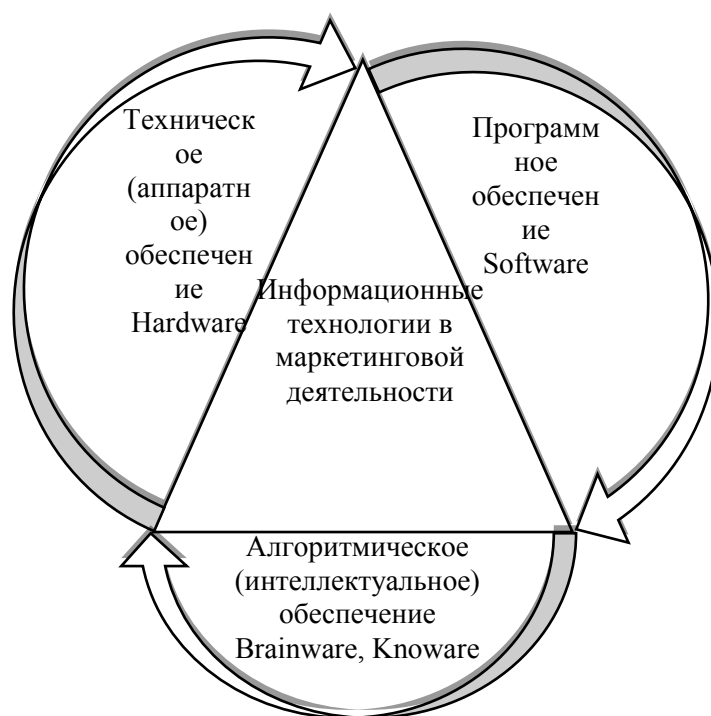 Техническ
ое
(аппаратн
ое)
обеспечен
ие
Hardware
Программ
ное
обеспечен
ие
Software
Информационные
технологии в
маркетинговой
деятельности
Алгоритмическое
(интеллектуальное)
обеспечение
Brainware, Knoware